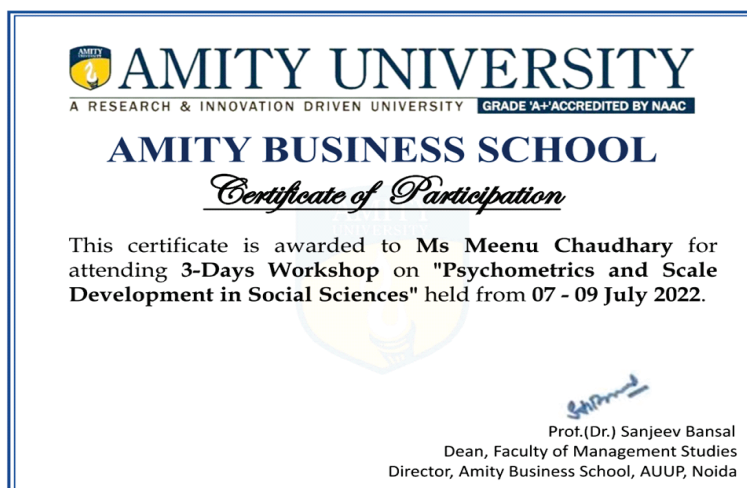 AMITY UNIVERSITY
A RESEARCH & INNOVATION DRIVEN UNIVERSITY GRADE 'A+'ACCREDITED BY NAAC
AMITY BUSINESS SCHOOL
Certificate of Participation
This certificate is awarded to Ms Meenu Chaudhary for
attending 3-Days Workshop on "Psychometrics and Scale
Development in Social Sciences" held from 07 - 09 July 2022.
Prof.(Dr.) Sanjeev Bansal
Dean, Faculty of Management Studies
Director, Amity Business School, AUUP, Noida